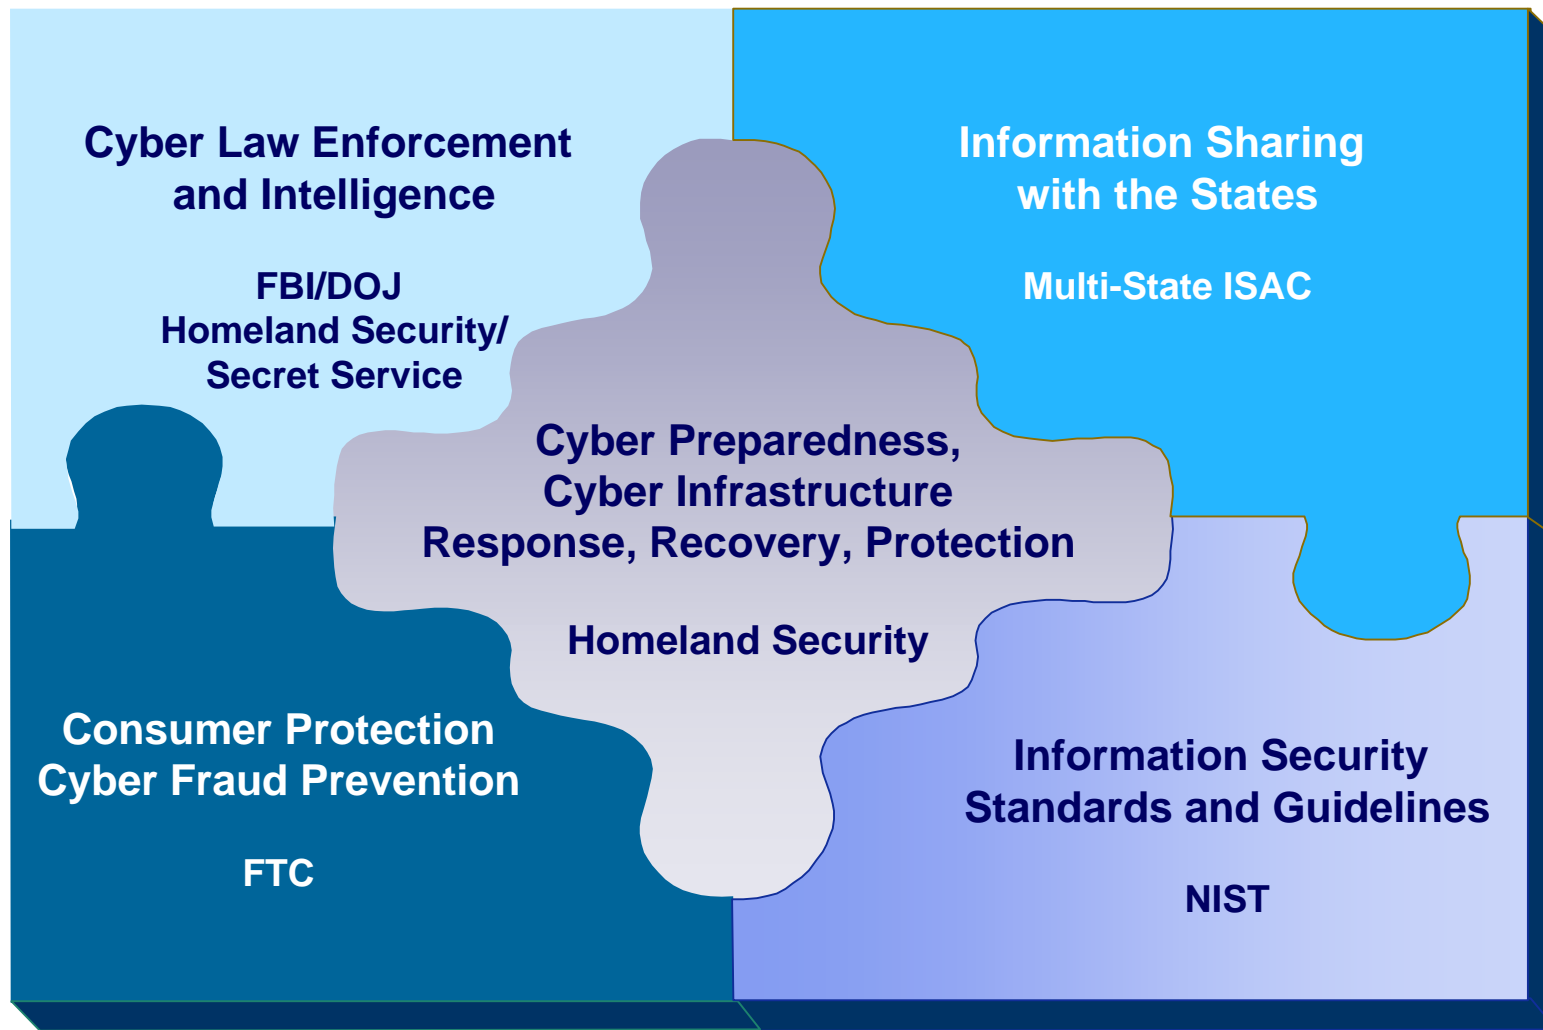 Cyber Law Enforcement
and Intelligence
FBI/DOJ
Homeland Security/
Secret Service
Information Sharing
with the States
Multi-State ISAC
Cyber Preparedness,
Cyber Infrastructure
Response, Recovery, Protection
Homeland Security
Consumer Protection
Cyber Fraud Prevention
FTC
Information Security
Standards and Guidelines
NIST